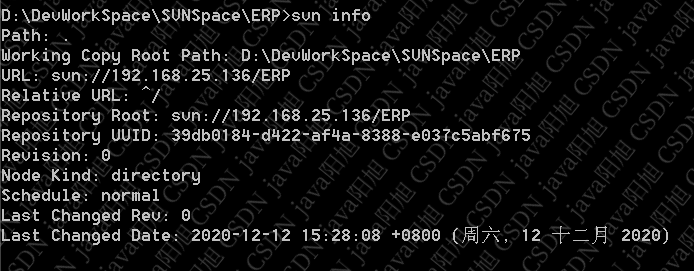 D:\DevWorkSpace\SVNSpace\ERP>svn info
Path: .
Working Copy Root Path: D:\DevWorkSpace\SVNSpace\ERP
URL: svn://192.168.25.136/ERP
Relative URL: ^/
Repository Root: svn://192.168.25.136/ERP
Repository UUID: 39db0184-d422-af4a-8388-e037c5abf675
Revision: 0
Node Kind: directory
Schedule: normal
Last Changed Rev: 0
Last Changed Date: 2020-12-12 15:28:08 +0800 (周六, 12 十二月 2020)
CSDN java阳旭